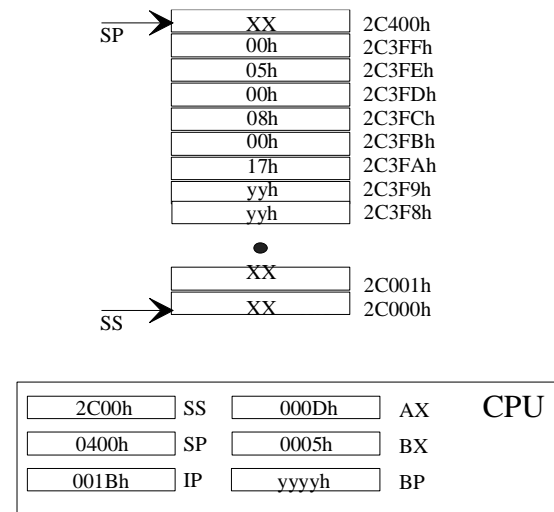 SP XX 2C400h
00h 2C3FFh
05h 2C3FEh
00h 2C3FDh
08h 2C3FCh
00h 2C3FBh
17h 2C3FAh
yyh 2C3F9h
yyh 2C3F8h
XX 2C001h
SS XX 2C000h
2C00h SS 000Dh AX CPU
0400h SP 0005h BX
001Bh IP yyyyh BP